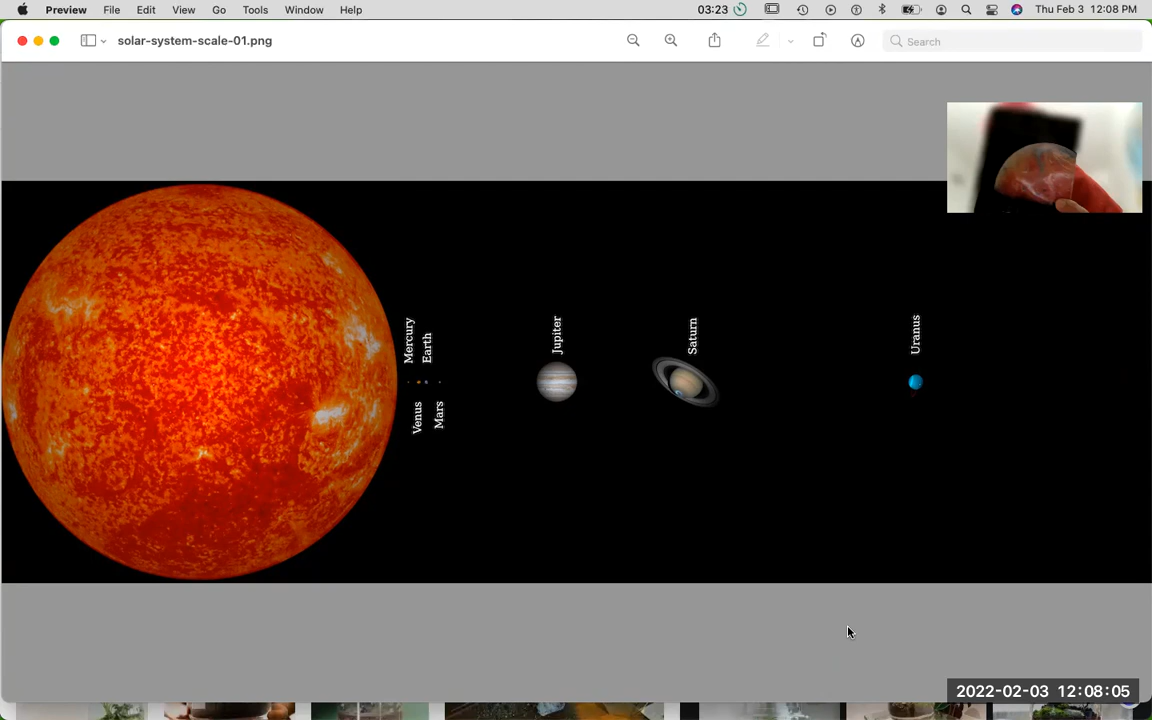 Preview File Edit View Go Tools Window Help 03:23 Thu Feb 3 12:08 PM
solar-system-scale-01.png
Search
Mercury
Earth
Jupiter
Saturn
Uranus
Venus
Mars
2022-02-03 12:08:05